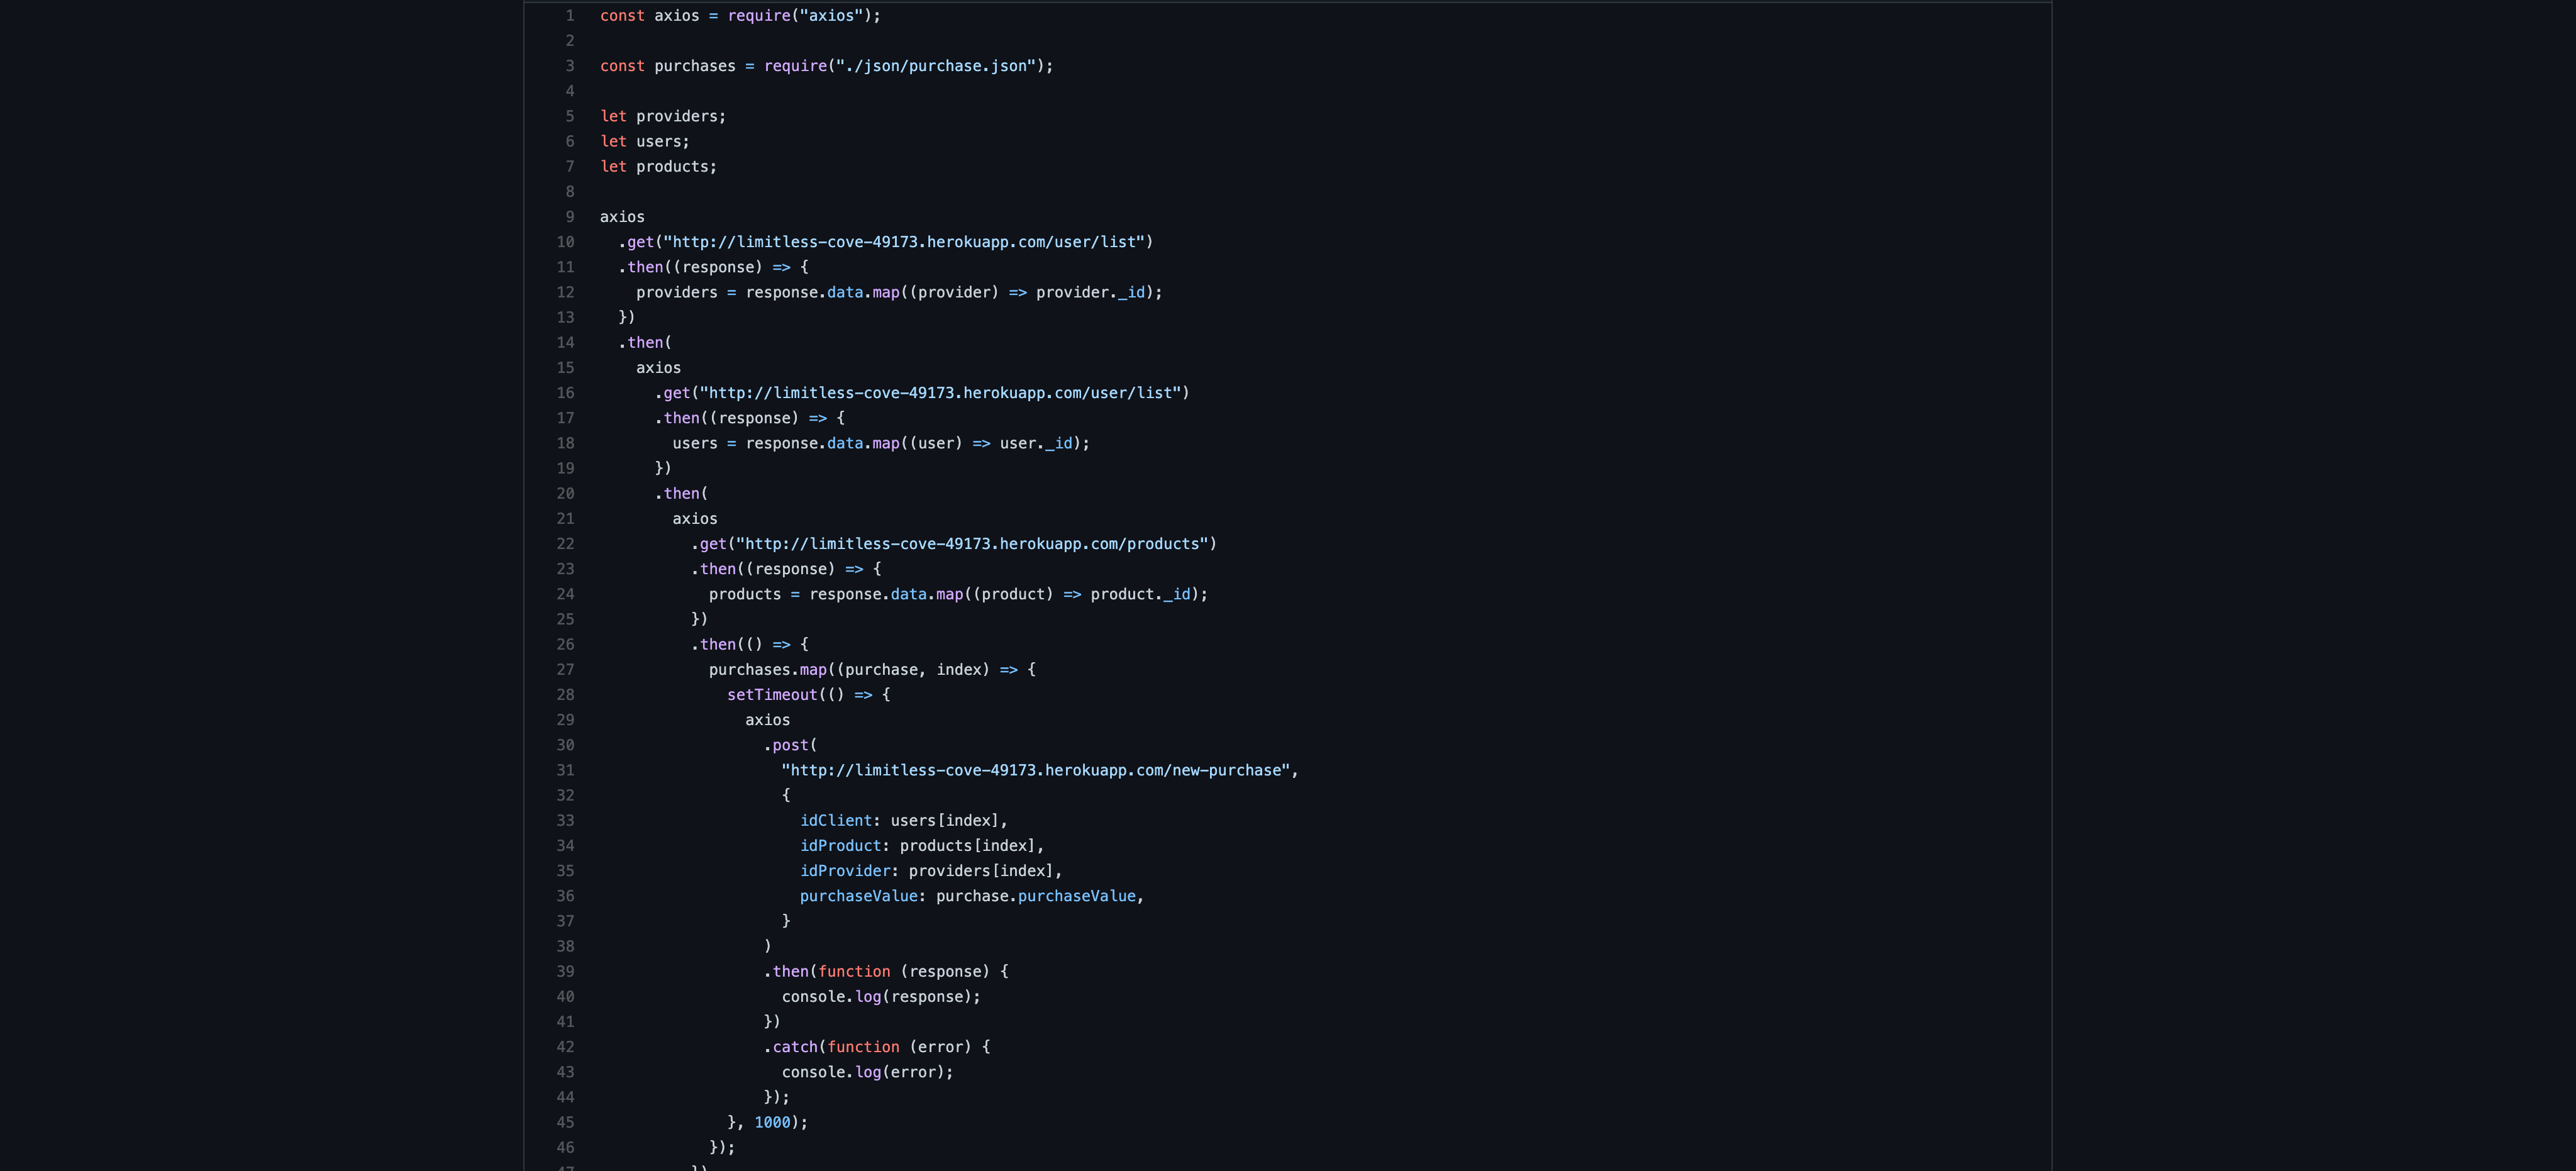 1 const axios = require("axios");
2
3 const purchases = require("./json/purchase.json");
4
5 let providers;
6 let users;
7 let products;
8
9 axios
10   .get("http://limitless-cove-49173.herokuapp.com/user/list")
11   .then((response) => {
12     providers = response.data.map((provider) => provider._id);
13   })
14   .then(
15     axios
16       .get("http://limitless-cove-49173.herokuapp.com/user/list")
17       .then((response) => {
18         users = response.data.map((user) => user._id);
19       })
20       .then(
21         axios
22           .get("http://limitless-cove-49173.herokuapp.com/products")
23           .then((response) => {
24             products = response.data.map((product) => product._id);
25           })
26           .then(() => {
27             purchases.map((purchase, index) => {
28               setTimeout(() => {
29                 axios
30                   .post(
31                     "http://limitless-cove-49173.herokuapp.com/new-purchase",
32                     {
33                       idClient: users[index],
34                       idProduct: products[index],
35                       idProvider: providers[index],
36                       purchaseValue: purchase.purchaseValue,
37                     }
38                   )
39                   .then(function (response) {
40                     console.log(response);
41                   })
42                   .catch(function (error) {
43                     console.log(error);
44                   });
45               }, 1000);
46             });
47           })